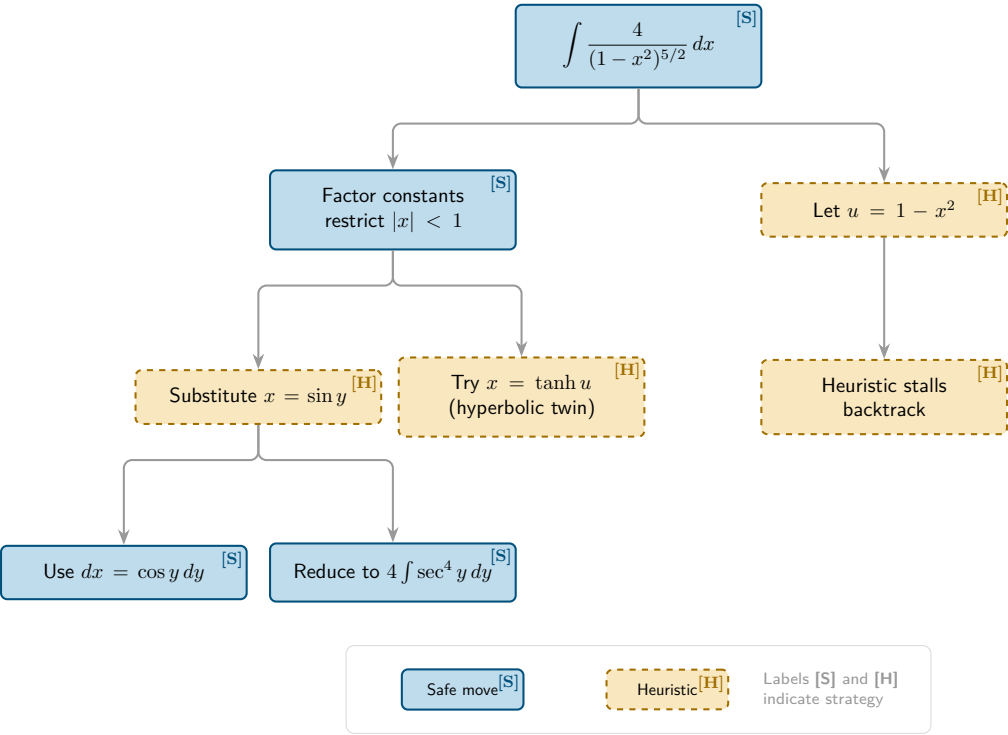 [S]
∫ 4/(1 − x²)^{5/2} dx
[S]
Factor constants
restrict |x| < 1
[H]
Let u = 1 − x²
[H]
Substitute x = sin y
[H]
Try x = tanh u
(hyperbolic twin)
[H]
Heuristic stalls
backtrack
[S]
Use dx = cos y dy
[S]
Reduce to 4 ∫ sec⁴ y dy
Safe move [S]
Heuristic [H]
Labels [S] and [H]
indicate strategy